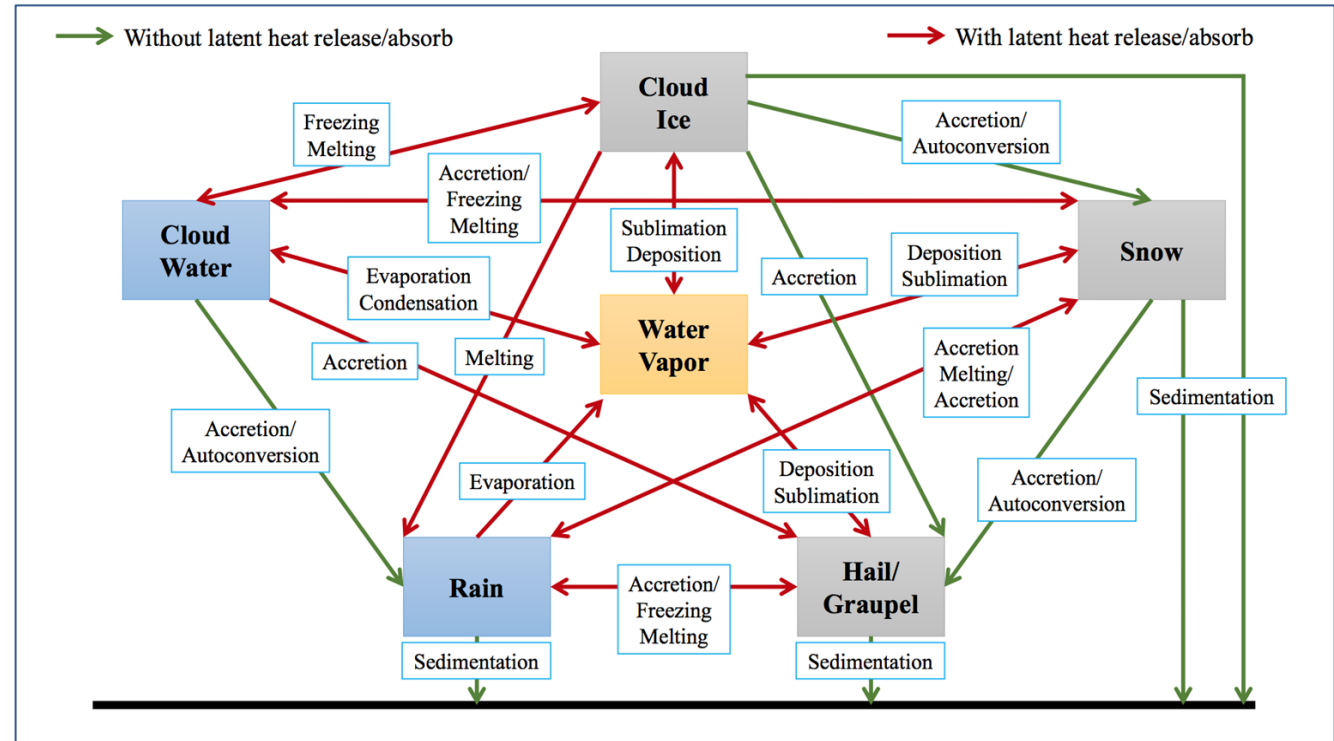 Without latent heat release/absorb
With latent heat release/absorb
Cloud
Ice
Freezing
Melting
Accretion/
Autoconversion
Accretion/
Freezing
Melting
Cloud
Water
Sublimation
Deposition
Snow
Evaporation
Condensation
Accretion
Deposition
Sublimation
Water
Vapor
Accretion
Melting
Accretion
Melting/
Accretion
Sedimentation
Accretion/
Autoconversion
Evaporation
Deposition
Sublimation
Accretion/
Autoconversion
Rain
Accretion/
Freezing
Melting
Hail/
Graupel
Sedimentation
Sedimentation